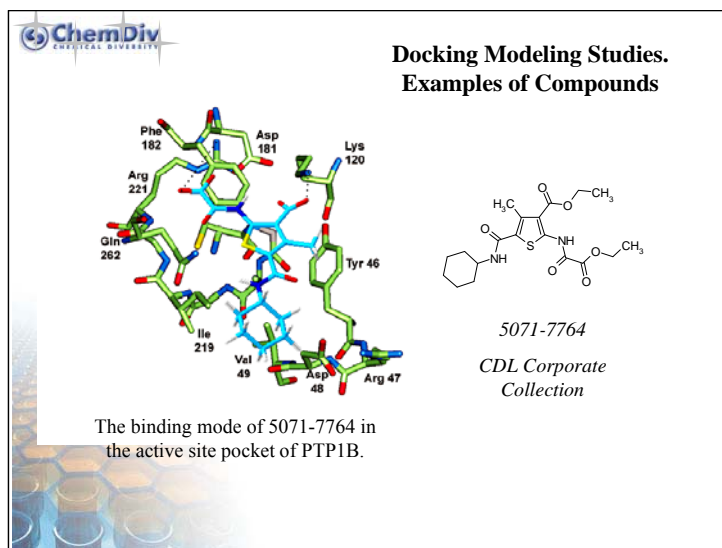 ChemDiv
CHEMICAL DIVERSITY
Docking Modeling Studies.
Examples of Compounds
Phe
182
Asp
181
Lys
120
Arg
221
Gln
262
Tyr 46
Ile
219
Val
49
Asp
48
Arg 47
H₃C
O
O
CH₃
O
S
NH
NH
O
O
O
CH₃
5071-7764
CDL Corporate
Collection
The binding mode of 5071-7764 in
the active site pocket of PTP1B.